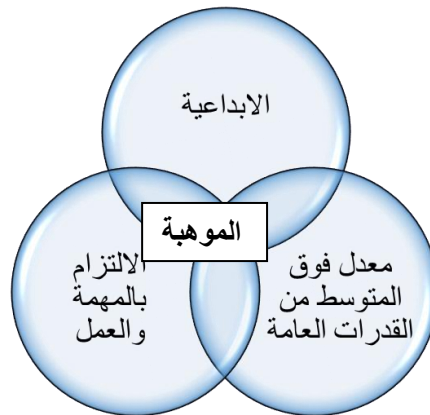 الابداعية
الموهبة
معدل فوق
المتوسط من
القدرات العامة
الالتزام
بالمهمة
والعمل